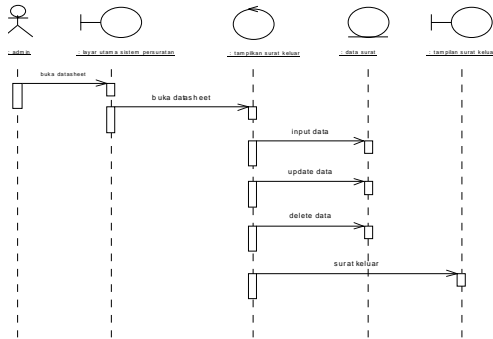 : admin
: layar utama sistem persuratan
: tampilkan surat keluar
: data surat
: tampilan surat kelua
buka datasheet
buka datasheet
input data
update data
delete data
surat keluar